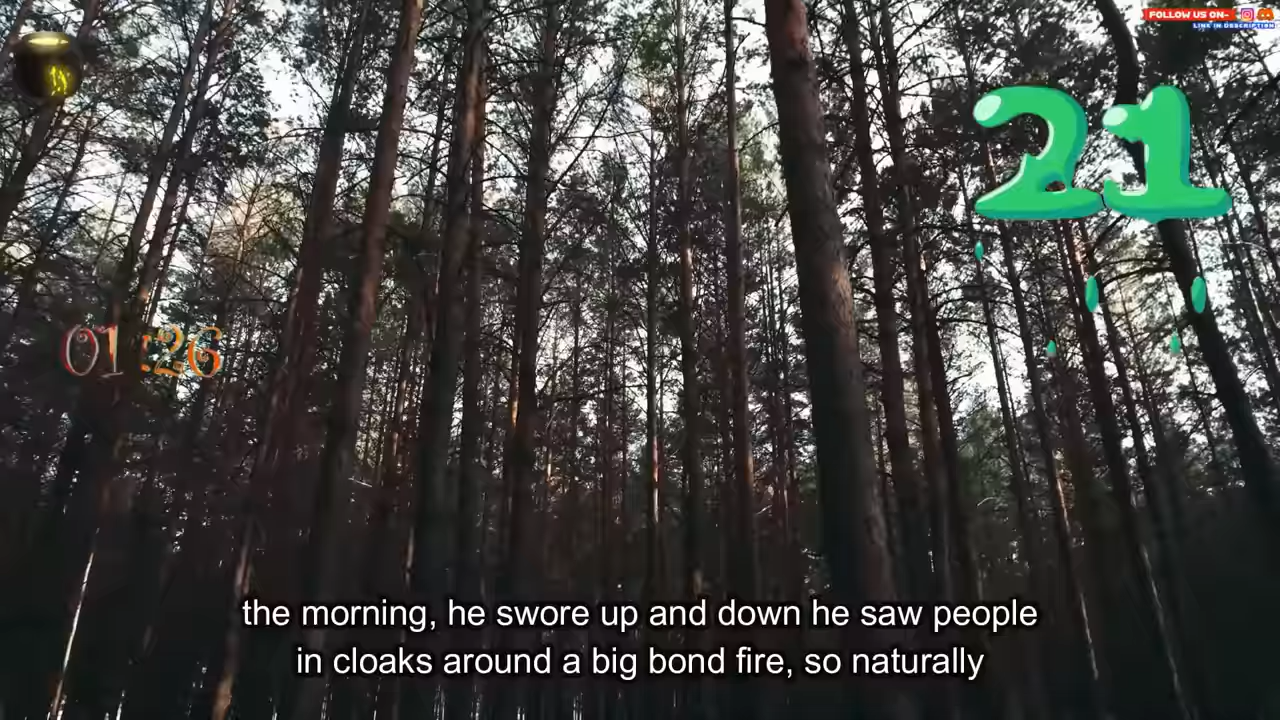 FOLLOW US ON-
LINK IN DESCRIPTION
21
01:26
the morning, he swore up and down he saw people
in cloaks around a big bond fire, so naturally